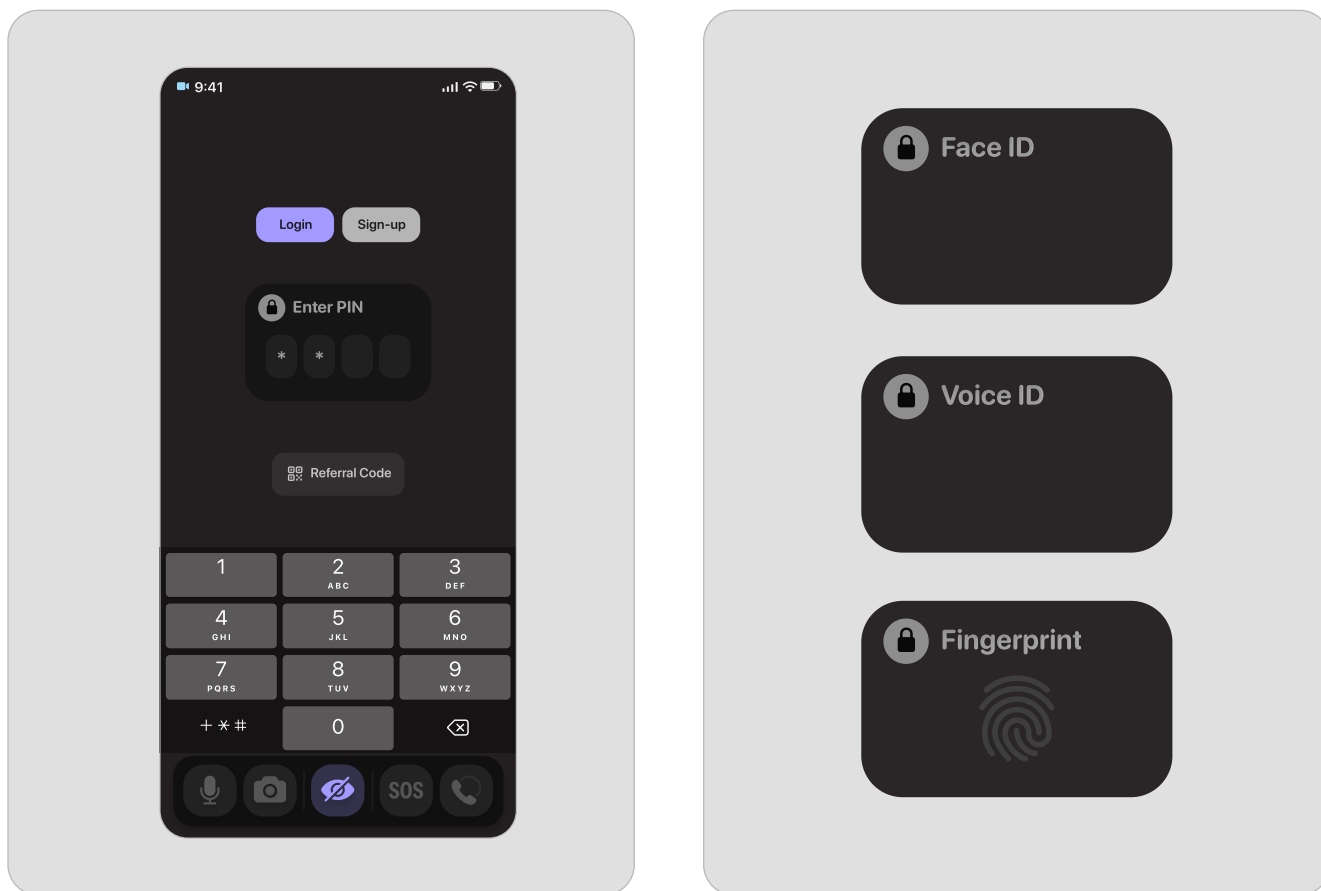 9:41
Login Sign-up
Enter PIN
* *
Referral Code
1 2 3
ABC DEF
4 5 6
GHI JKL MNO
7 8 9
PQRS TUV WXYZ
+*# 0
SOS
Face ID
Voice ID
Fingerprint